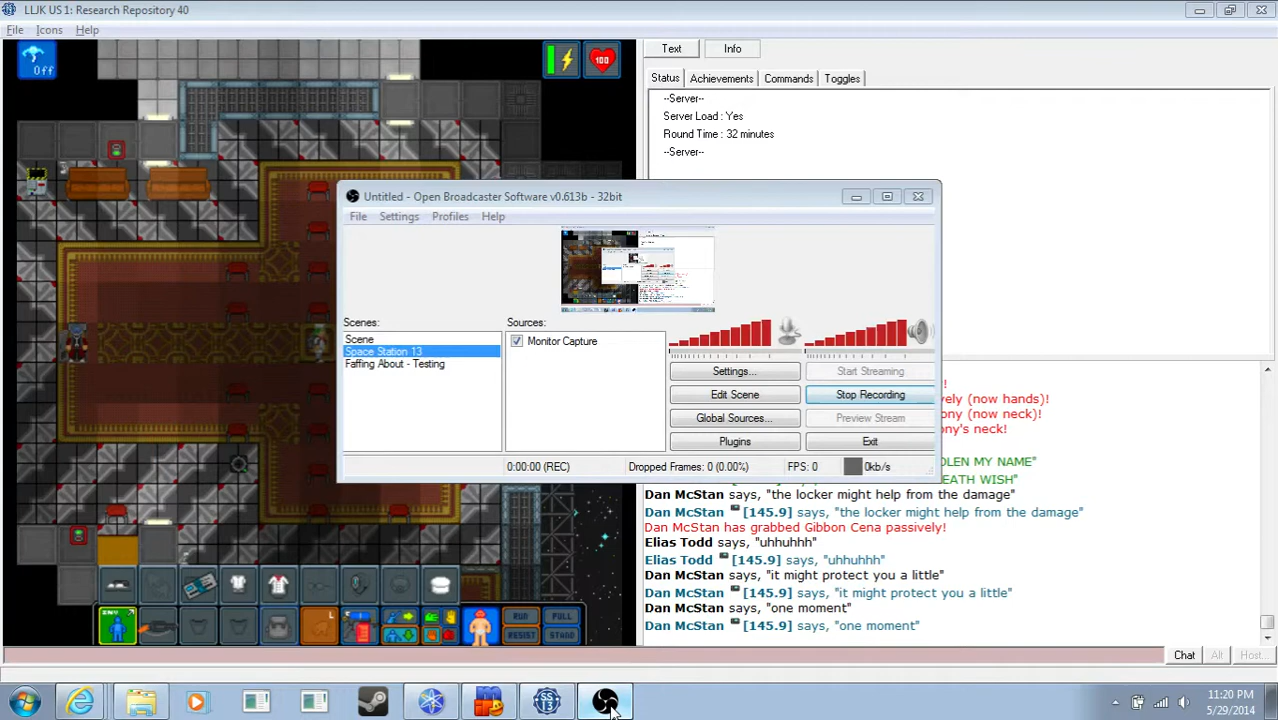 LLJK US 1: Research Repository 40
File Icons Help
Off
100
Text Info
Status Achievements Commands Toggles
--Server--
Server Load : Yes
Round Time : 32 minutes
--Server--
Untitled - Open Broadcaster Software v0.613b - 32bit
File Settings Profiles Help
Scenes:
Scene
Space Station 13
Faffing About - Testing
Sources:
Monitor Capture
Settings... Start Streaming
Edit Scene Stop Recording
Global Sources... Preview Stream
Plugins Exit
0:00:00 (REC) Dropped Frames: 0 (0.00%) FPS: 0 0kb/s
ely (now hands)!
ony (now neck)!
ony's neck!
OLEN MY NAME"
EATH WISH"
Dan McStan says, "the locker might help from the damage"
Dan McStan [145.9] says, "the locker might help from the damage"
Dan McStan has grabbed Gibbon Cena passively!
Elias Todd says, "uhhuhhh"
Elias Todd [145.9] says, "uhhuhhh"
Dan McStan says, "it might protect you a little"
Dan McStan [145.9] says, "it might protect you a little"
Dan McStan says, "one moment"
Dan McStan [145.9] says, "one moment"
INV
L
RUN PULL
RESIST STAND
Chat Alt Host...
SS
13
11:20 PM
5/29/2014